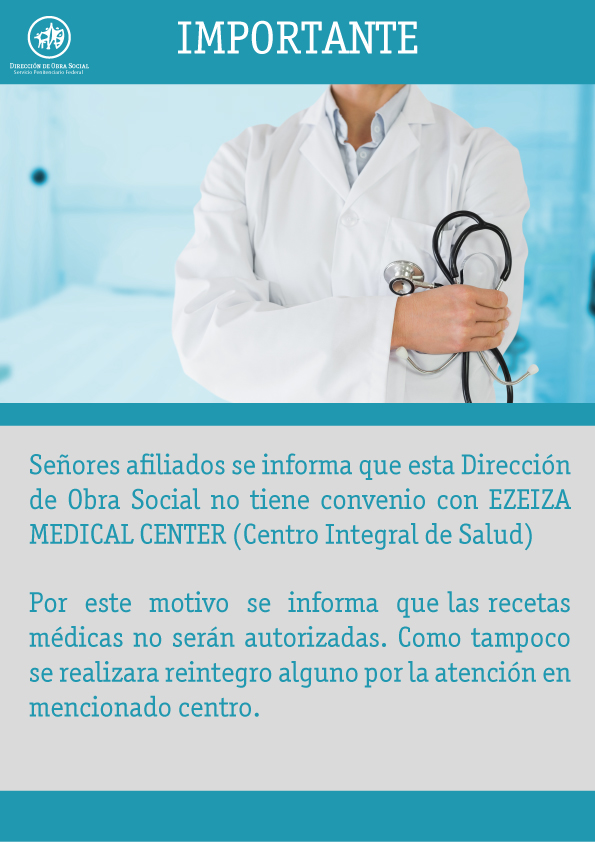 IMPORTANTE
DIRECCIÓN DE OBRA SOCIAL
Servicio Penitenciario Federal
Señores afiliados se informa que esta Dirección
de Obra Social no tiene convenio con EZEIZA
MEDICAL CENTER (Centro Integral de Salud)
Por este motivo se informa que las recetas
médicas no serán autorizadas. Como tampoco
se realizara reintegro alguno por la atención en
mencionado centro.